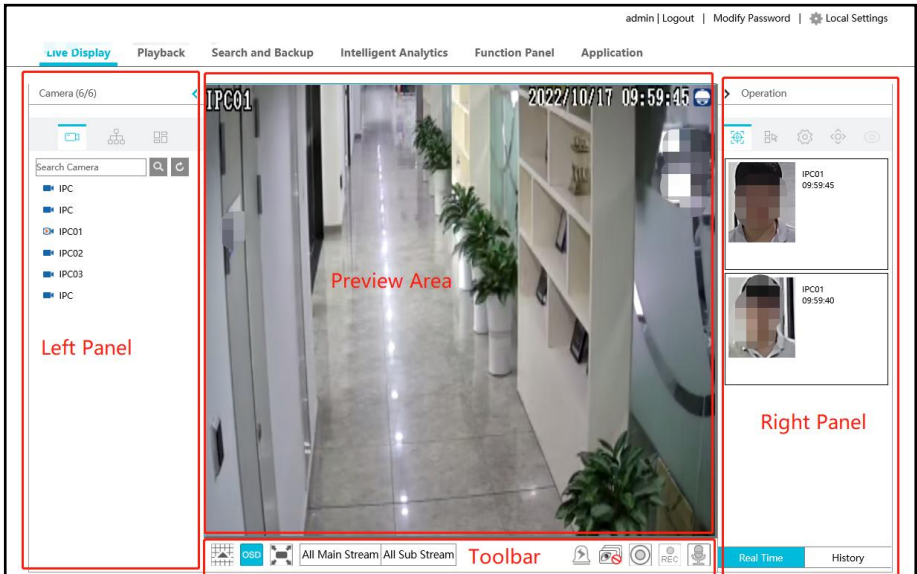 admin | Logout | Modify Password | Local Settings
Live Display Playback Search and Backup Intelligent Analytics Function Panel Application
Camera (6/6)
Search Camera
IPC
IPC
IPC01
IPC02
IPC03
IPC
Left Panel
IPC01
2022/10/17 09:59:45
Preview Area
OSD
All Main Stream
All Sub Stream
Toolbar
REC
Operation
IPC01
09:59:45
IPC01
09:59:40
Right Panel
Real Time
History